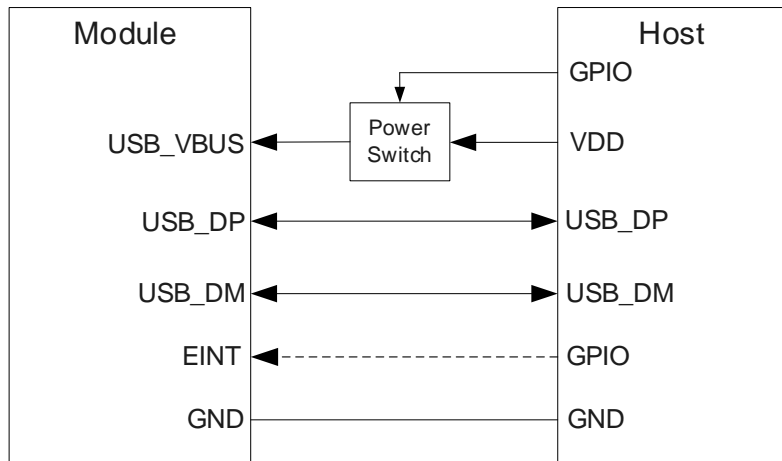 Module
Host
GPIO
Power
Switch
USB_VBUS
VDD
USB_DP
USB_DP
USB_DM
USB_DM
EINT
GPIO
GND
GND